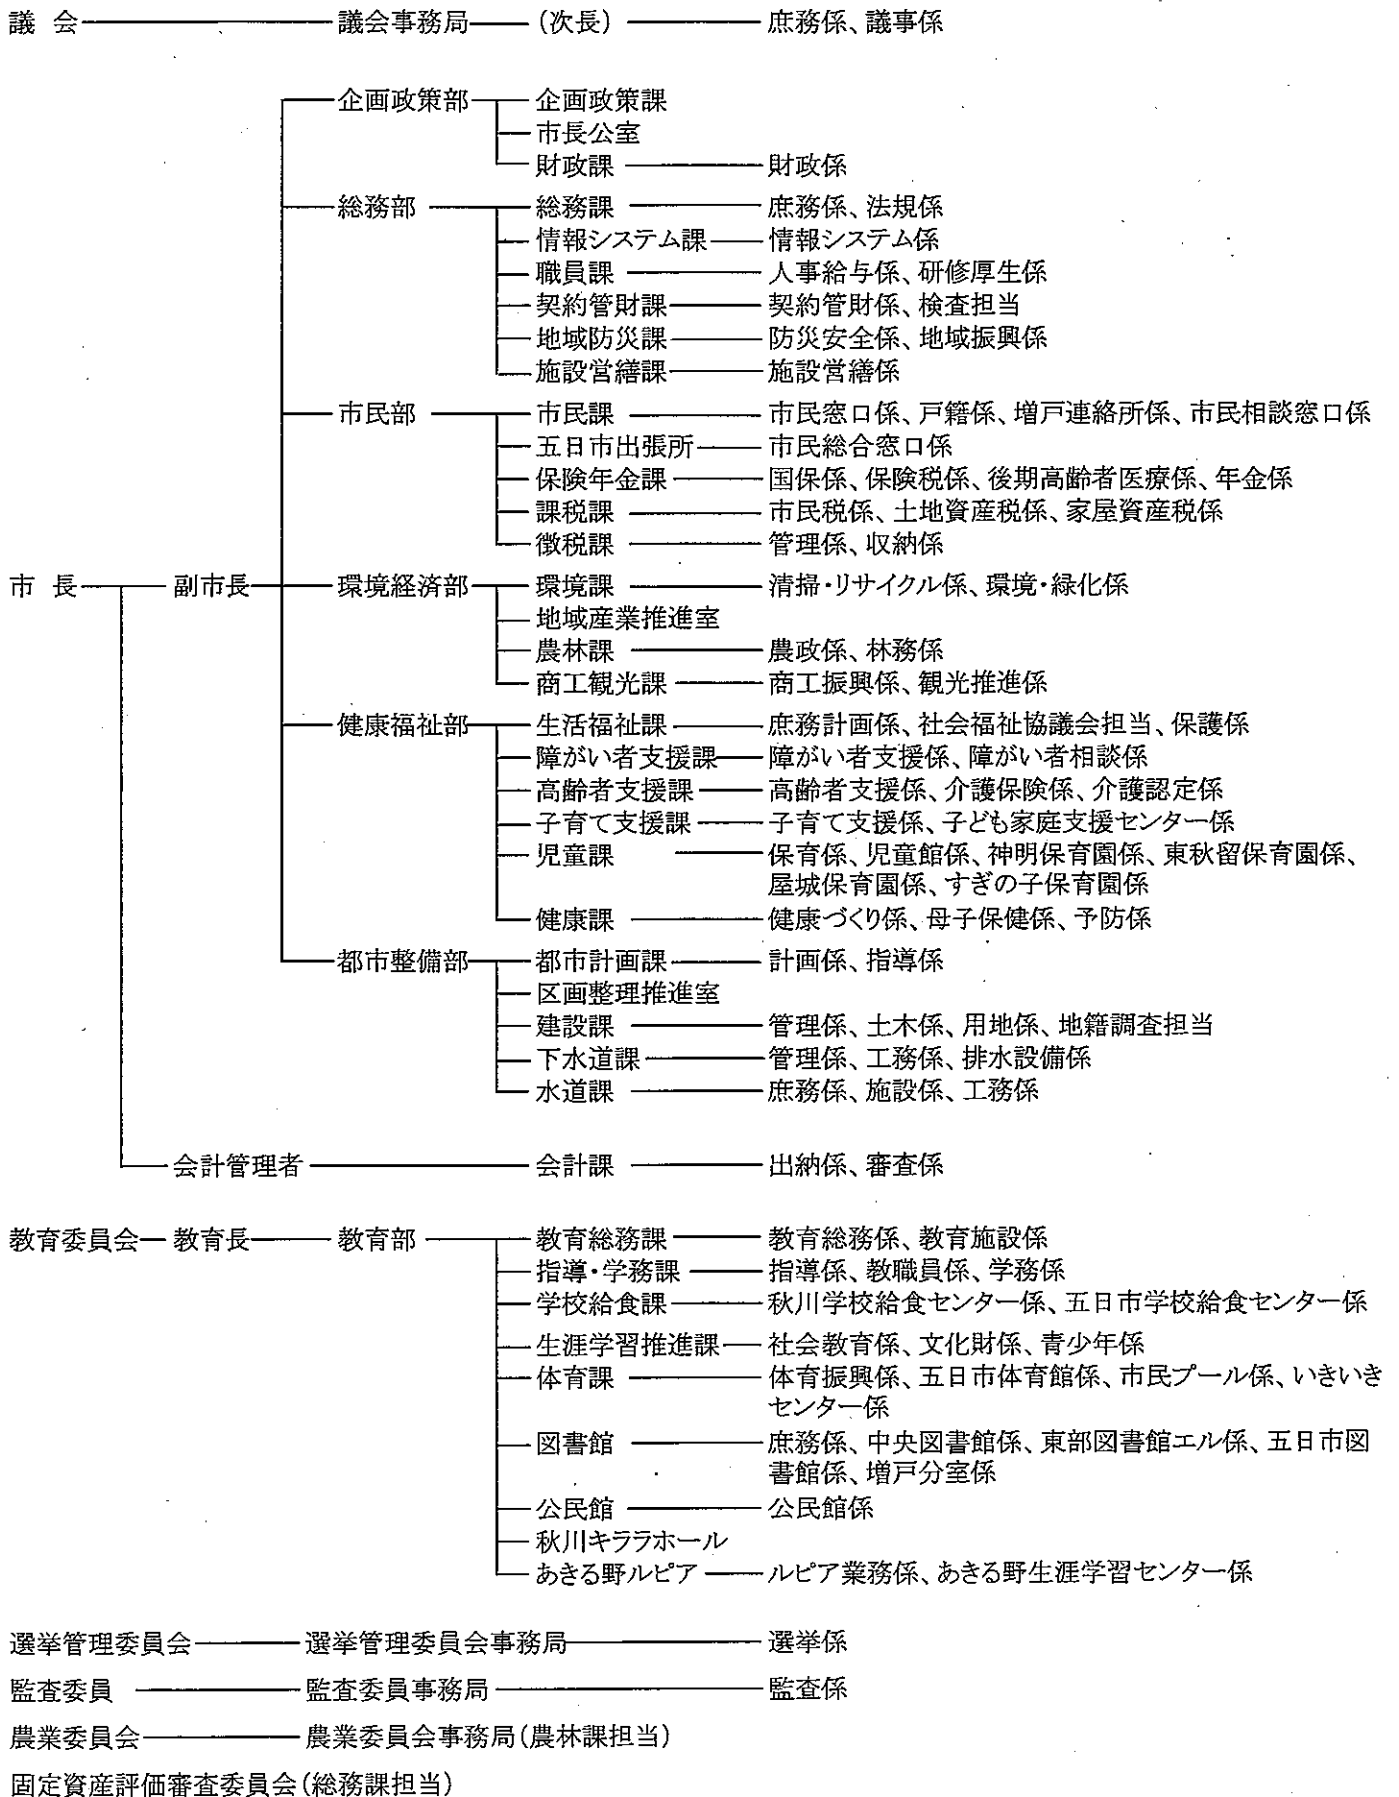 議 会 議会事務局 (次長) 庶務係、議事係
企画政策部 企画政策課
市長公室
財政課 財政係
総務部 総務課 庶務係、法規係
情報システム課 情報システム係
職員課 人事給与係、研修厚生係
契約管財課 契約管財係、検査担当
地域防災課 防災安全係、地域振興係
施設営繕課 施設営繕係
市民部 市民課 市民窓口係、戸籍係、増戸連絡所係、市民相談窓口係
五日市出張所 市民総合窓口係
保険年金課 国保係、保険税係、後期高齢者医療係、年金係
課税課 市民税係、土地資産税係、家屋資産税係
徴税課 管理係、収納係
市 長 副市長 環境経済部 環境課 清掃・リサイクル係、環境・緑化係
地域産業推進室
農林課 農政係、林務係
商工観光課 商工振興係、観光推進係
健康福祉部 生活福祉課 庶務計画係、社会福祉協議会担当、保護係
障がい者支援課 障がい者支援係、障がい者相談係
高齢者支援課 高齢者支援係、介護保険係、介護認定係
子育て支援課 子育て支援係、子ども家庭支援センター係
児童課 保育係、児童館係、神明保育園係、東秋留保育園係、
屋城保育園係、すぎの子保育園係
健康課 健康づくり係、母子保健係、予防係
都市整備部 都市計画課 計画係、指導係
区画整理推進室
建設課 管理係、土木係、用地係、地籍調査担当
下水道課 管理係、工務係、排水設備係
水道課 庶務係、施設係、工務係
会計管理者 会計課 出納係、審査係
教育委員会 教育長 教育部 教育総務課 教育総務係、教育施設係
指導・学務課 指導係、教職員係、学務係
学校給食課 秋川学校給食センター係、五日市学校給食センター係
生涯学習推進課 社会教育係、文化財係、青少年係
体育課 体育振興係、五日市体育館係、市民プール係、いきいき
センター係
図書館 庶務係、中央図書館係、東部図書館エル係、五日市図
書館係、増戸分室係
公民館 公民館係
秋川キララホール
あきる野ルピア ルピア業務係、あきる野生涯学習センター係
選挙管理委員会 選挙管理委員会事務局 選挙係
監査委員 監査委員事務局 監査係
農業委員会 農業委員会事務局(農林課担当)
固定資産評価審査委員会(総務課担当)